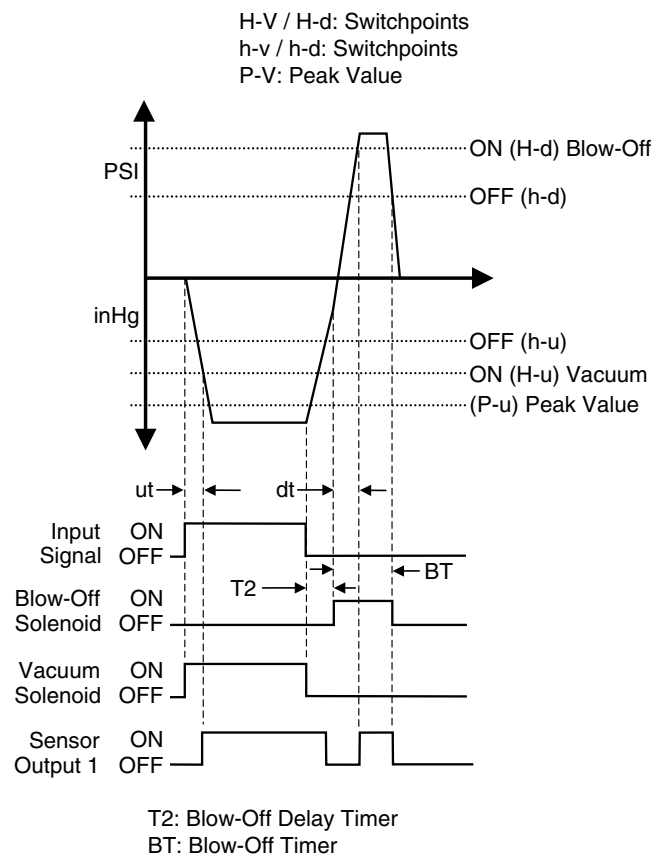 H-V / H-d: Switchpoints
h-v / h-d: Switchpoints
P-V: Peak Value
ON (H-d) Blow-Off
PSI
OFF (h-d)
inHg
OFF (h-u)
ON (H-u) Vacuum
(P-u) Peak Value
ut
dt
Input ON
Signal OFF
T2
BT
Blow-Off ON
Solenoid OFF
Vacuum ON
Solenoid OFF
Sensor ON
Output 1 OFF
T2: Blow-Off Delay Timer
BT: Blow-Off Timer